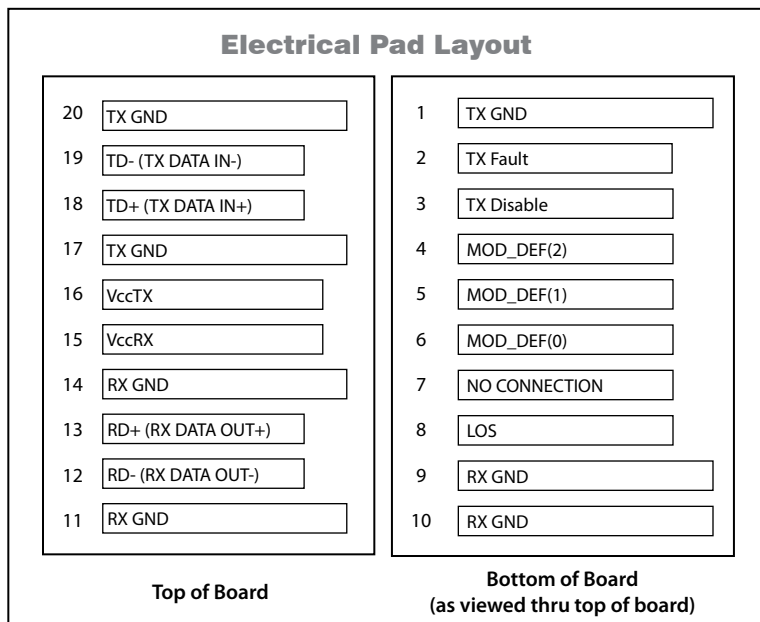 Electrical Pad Layout
20 TX GND
19 TD- (TX DATA IN-)
18 TD+ (TX DATA IN+)
17 TX GND
16 VccTX
15 VccRX
14 RX GND
13 RD+ (RX DATA OUT+)
12 RD- (RX DATA OUT-)
11 RX GND
Top of Board
1 TX GND
2 TX Fault
3 TX Disable
4 MOD_DEF(2)
5 MOD_DEF(1)
6 MOD_DEF(0)
7 NO CONNECTION
8 LOS
9 RX GND
10 RX GND
Bottom of Board
(as viewed thru top of board)